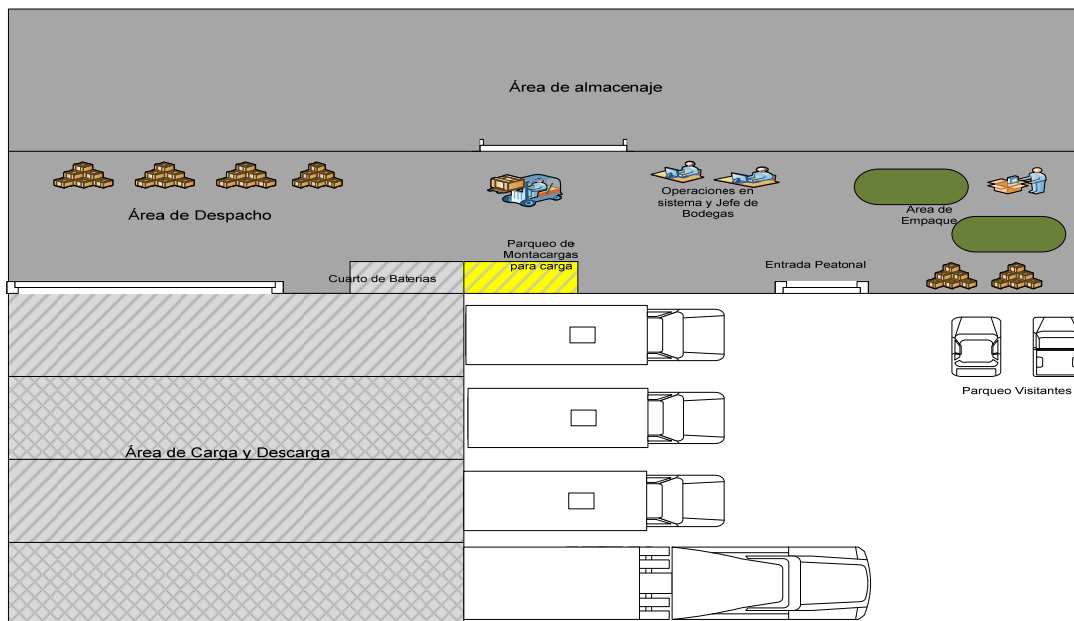 Área de almacenaje
Operaciones en
sistema y Jefe de
Bodegas
Área de Despacho
Área de
Empaque
Parqueo de
Montacargas
para carga
Cuarto de Baterías
Entrada Peatonal
Parqueo Visitantes
Área de Carga y Descarga